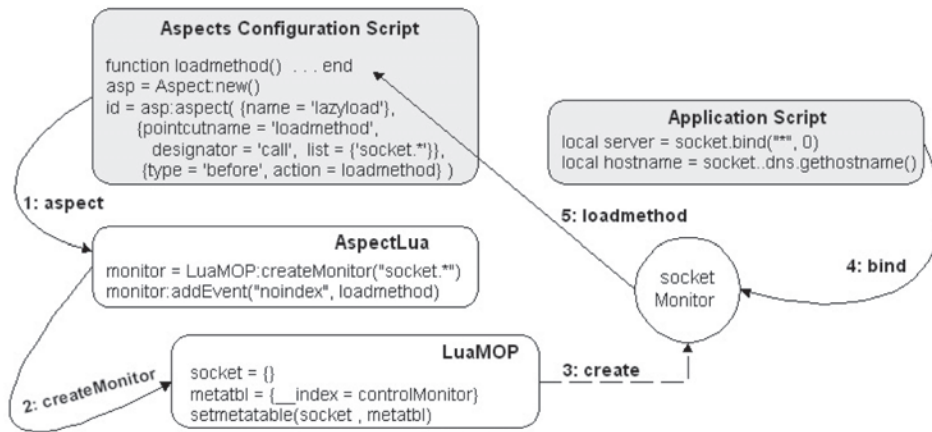 Aspects Configuration Script
function loadmethod() . . . end
asp = Aspect:new()
id = asp:aspect( {name = 'lazyload'},
{pointcutname = 'loadmethod',
designator = 'call', list = {'socket.*'}},
{type = 'before', action = loadmethod} )
Application Script
local server = socket.bind("*", 0)
local hostname = socket..dns.gethostname()
1: aspect
5: loadmethod
4: bind
AspectLua
monitor = LuaMOP:createMonitor("socket.*")
monitor:addEvent("noindex", loadmethod)
socket
Monitor
2: createMonitor
LuaMOP
socket = {}
metatbl = {__index = controlMonitor}
setmetatable(socket , metatbl)
3: create